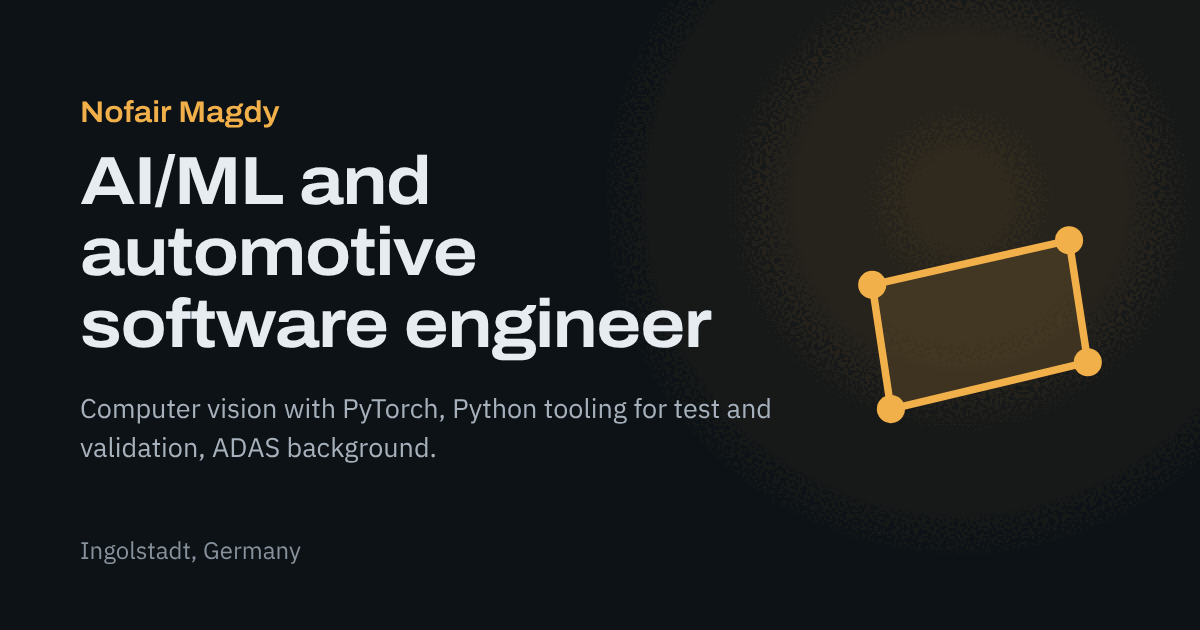 Nofair Magdy
AI/ML and
automotive
software engineer
Computer vision with PyTorch, Python tooling for test and
validation, ADAS background.
Ingolstadt, Germany